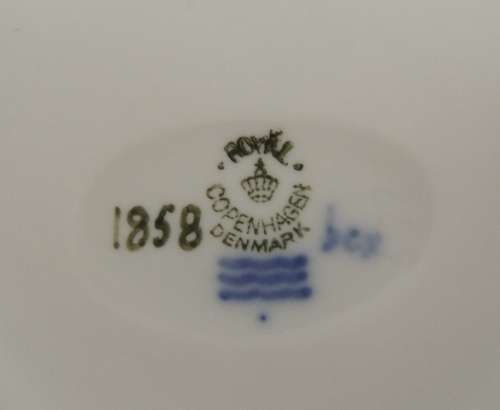 ROYAL
COPENHAGEN
DENMARK
1858